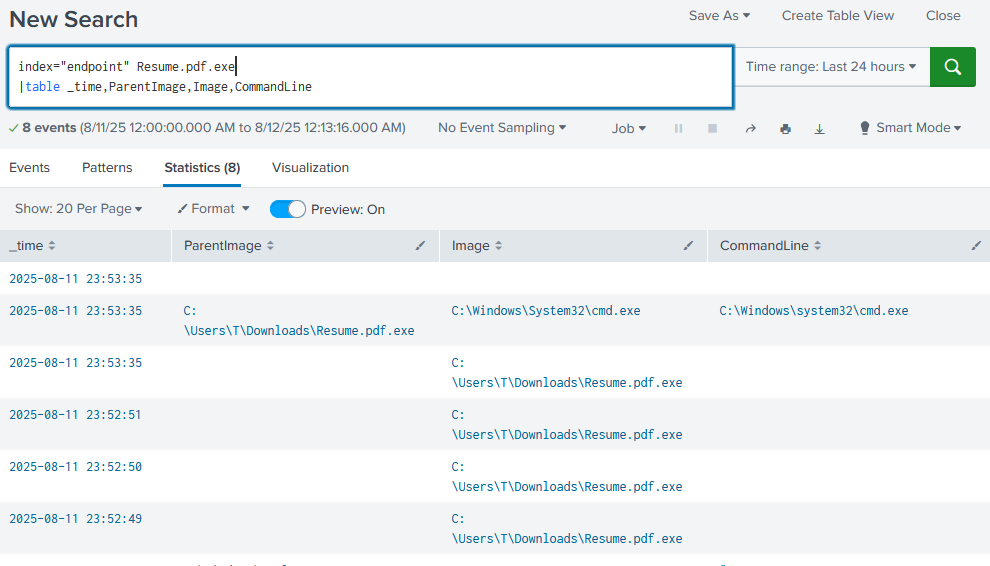 New Search
Save As Create Table View Close
index="endpoint" Resume.pdf.exe
|table _time,ParentImage,Image,CommandLine
Time range: Last 24 hours
8 events (8/11/25 12:00:00.000 AM to 8/12/25 12:13:16.000 AM)
No Event Sampling
Job
Smart Mode
Events Patterns Statistics (8) Visualization
Show: 20 Per Page Format Preview: On
_time ParentImage Image CommandLine
2025-08-11 23:53:35
2025-08-11 23:53:35 C: C:\Windows\System32\cmd.exe C:\Windows\system32\cmd.exe
\Users\T\Downloads\Resume.pdf.exe
2025-08-11 23:53:35 C:
\Users\T\Downloads\Resume.pdf.exe
2025-08-11 23:52:51 C:
\Users\T\Downloads\Resume.pdf.exe
2025-08-11 23:52:50 C:
\Users\T\Downloads\Resume.pdf.exe
2025-08-11 23:52:49 C:
\Users\T\Downloads\Resume.pdf.exe